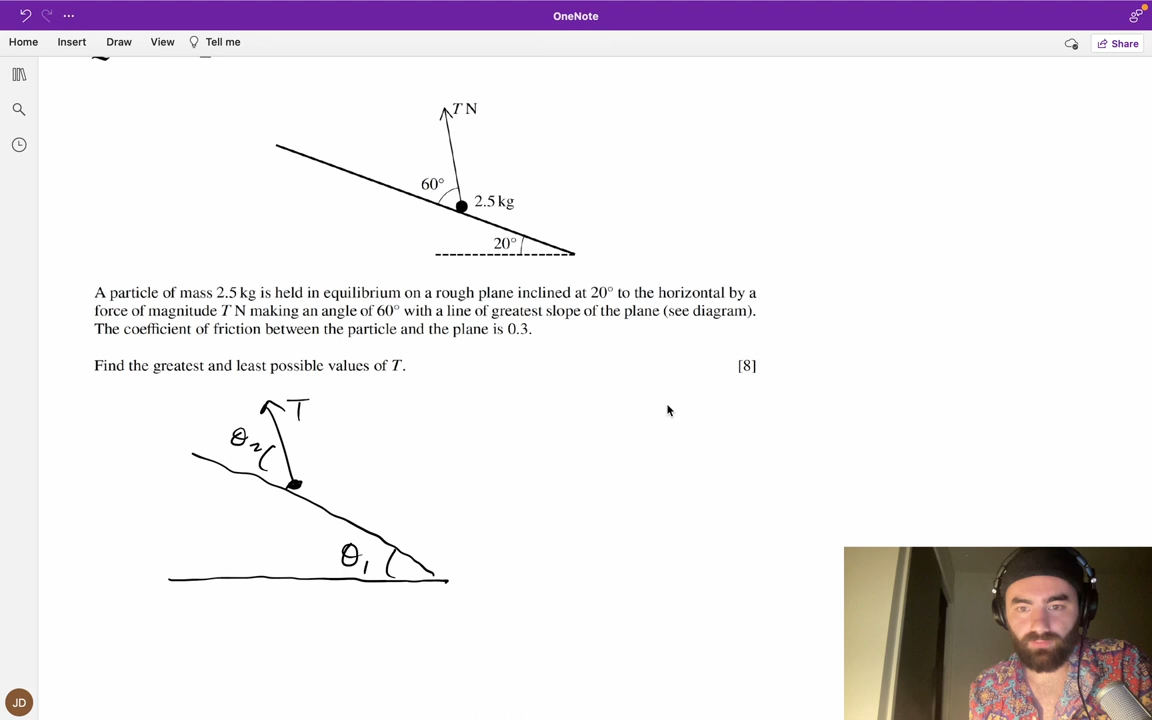 OneNote
Home Insert Draw View Tell me
Share
T N
60°
2.5 kg
20°
A particle of mass 2.5 kg is held in equilibrium on a rough plane inclined at 20° to the horizontal by a
force of magnitude T N making an angle of 60° with a line of greatest slope of the plane (see diagram).
The coefficient of friction between the particle and the plane is 0.3.
Find the greatest and least possible values of T. [8]
T
θ₂
θ₁
JD